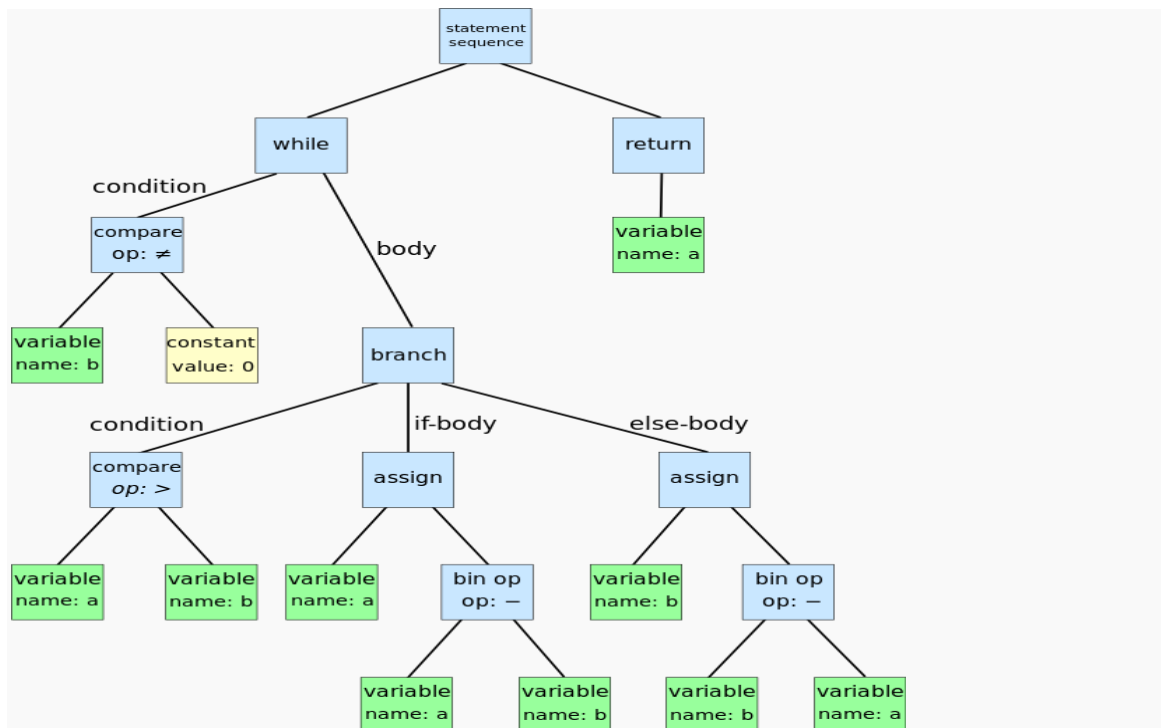 statement
sequence
while
return
condition
compare
op: ≠
body
variable
name: a
variable
name: b
constant
value: 0
branch
condition
if-body
else-body
compare
op: >
assign
assign
variable
name: a
variable
name: b
variable
name: a
bin op
op: −
variable
name: b
bin op
op: −
variable
name: a
variable
name: b
variable
name: b
variable
name: a